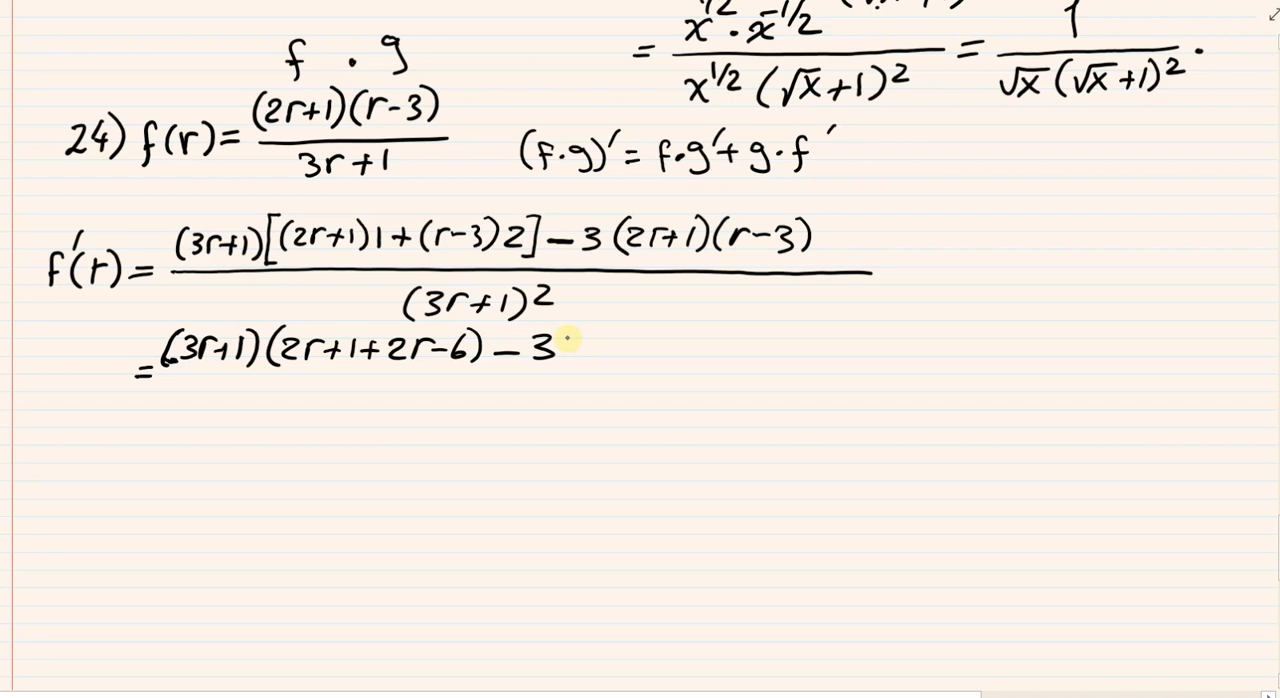 f . g
= x^1/2 . x^-1/2 / x^1/2 (√x+1)^2 = 1 / √x(√x+1)^2 .
24) f(r)= (2r+1)(r-3) / 3r+1
(f.g)'= f.g'+g.f'
f'(r)= (3r+1)[(2r+1)1+(r-3)2]-3(2r+1)(r-3) / (3r+1)^2
= (3r+1)(2r+1+2r-6)-3